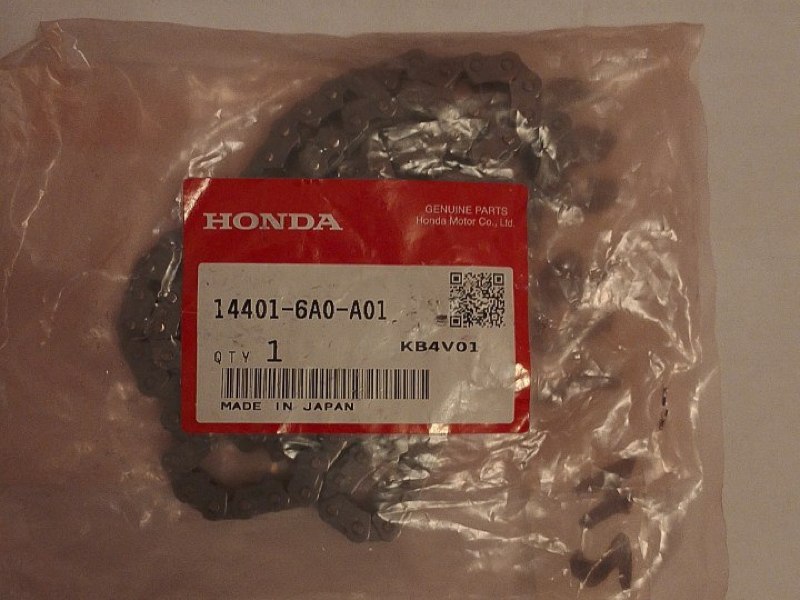 HONDA
GENUINE PARTS
Honda Motor Co., Ltd.
14401-6A0-A01
QTY 1
KB4V01
MADE IN JAPAN